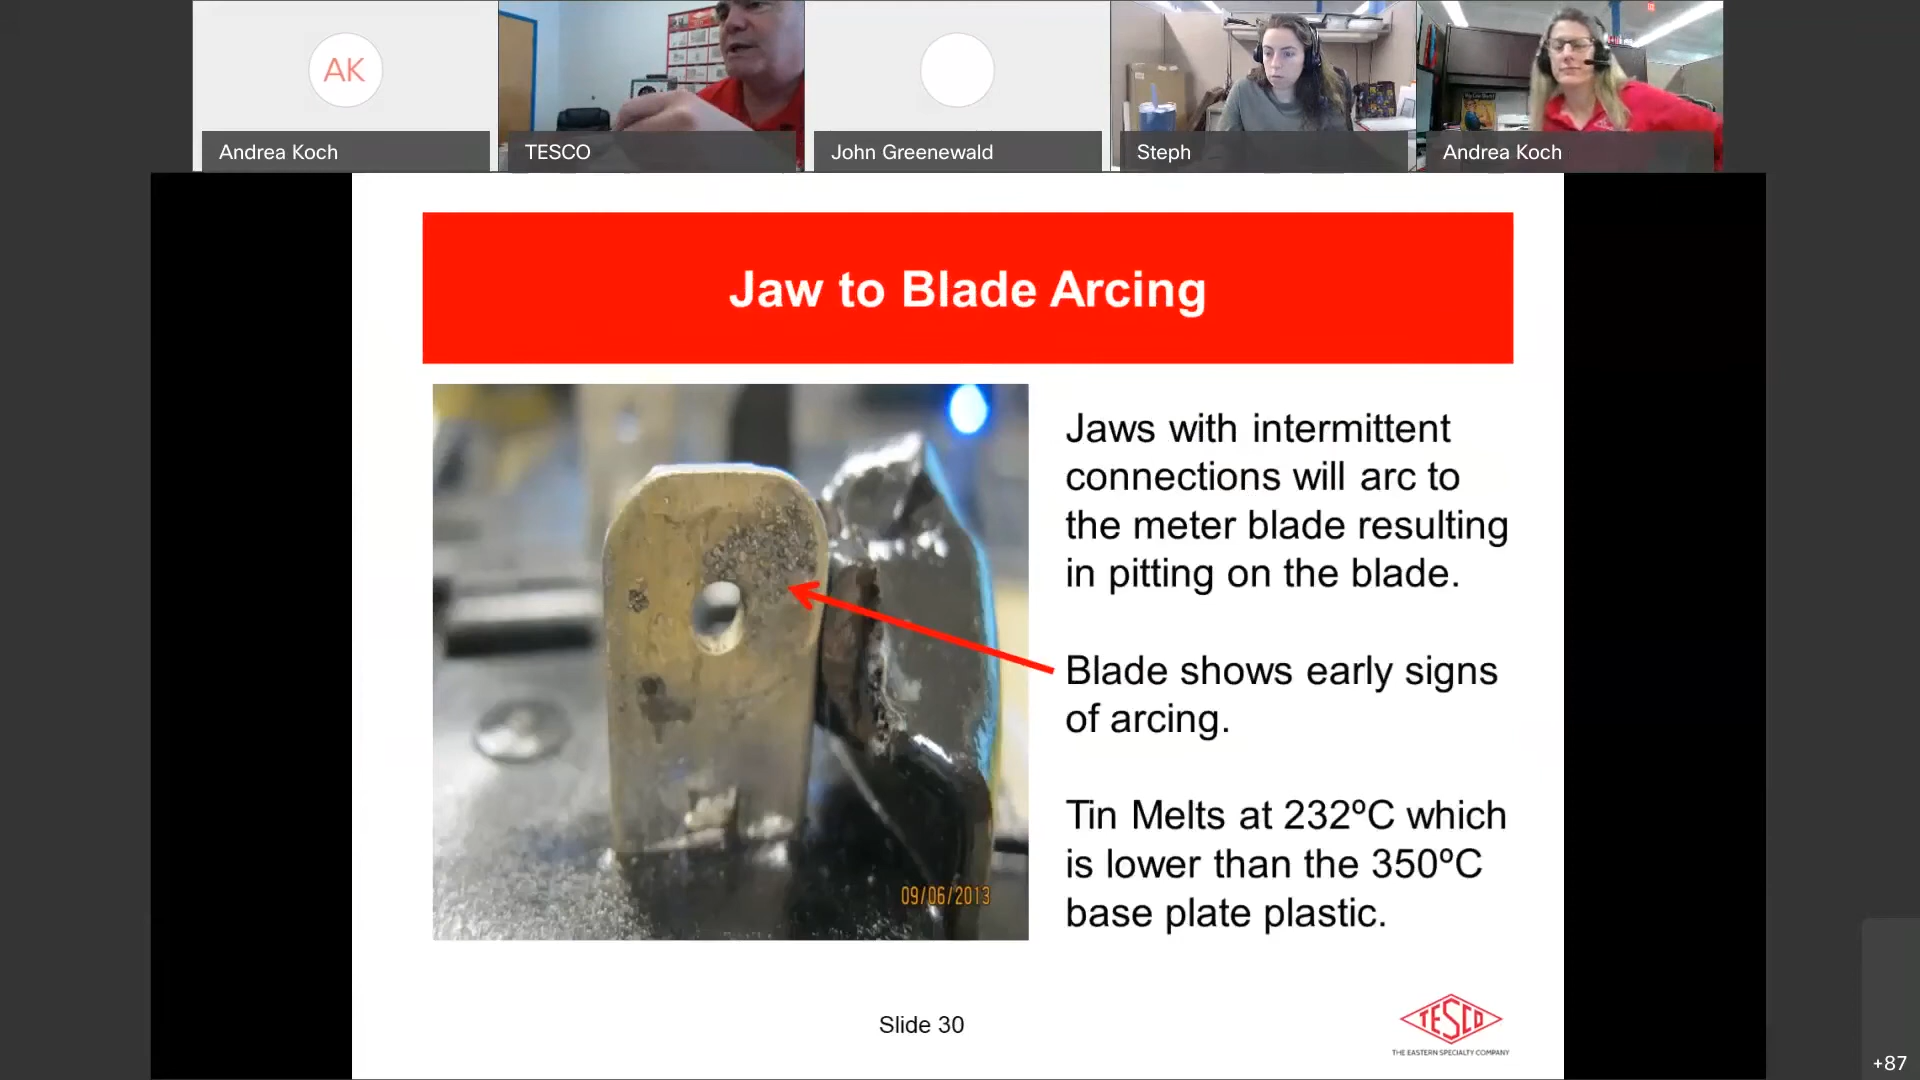 AK
Andrea Koch
TESCO
John Greenewald
Steph
Andrea Koch
Jaw to Blade Arcing
Jaws with intermittent
connections will arc to
the meter blade resulting
in pitting on the blade.
Blade shows early signs
of arcing.
Tin Melts at 232ºC which
is lower than the 350ºC
base plate plastic.
09/06/2013
Slide 30
TESCO
THE EASTERN SPECIALTY COMPANY
+87